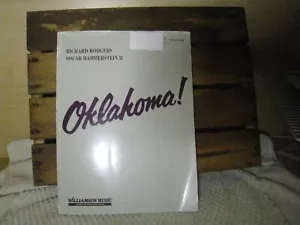 RICHARD RODGERS
OSCAR HAMMERSTEIN II
Oklahoma!
WILLIAMSON MUSIC